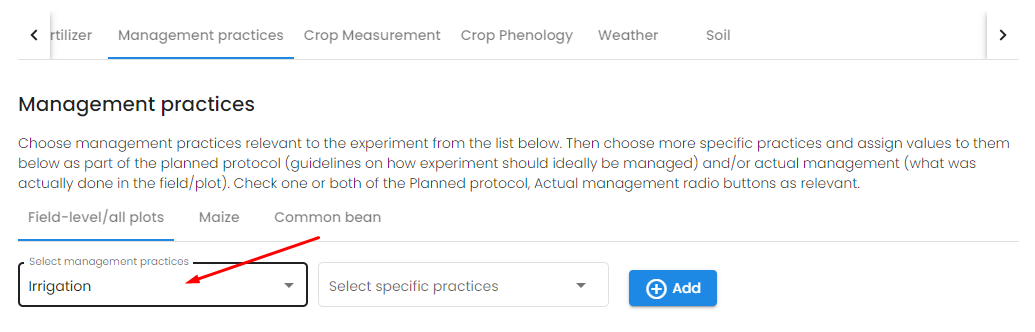 rtilizer Management practices Crop Measurement Crop Phenology Weather Soil
Management practices
Choose management practices relevant to the experiment from the list below. Then choose more specific practices and assign values to them
below as part of the planned protocol (guidelines on how experiment should ideally be managed) and/or actual management (what was
actually done in the field/plot). Check one or both of the Planned protocol, Actual management radio buttons as relevant.
Field-level/all plots Maize Common bean
Select management practices
Irrigation Select specific practices Add